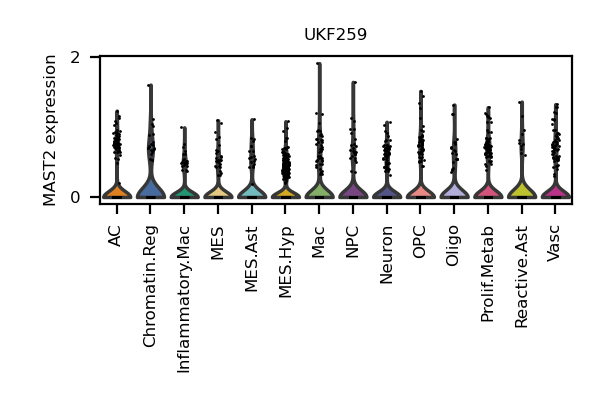 UKF259
MAST2 expression
2
0
AC
Chromatin.Reg
Inflammatory.Mac
MES
MES.Ast
MES.Hyp
Mac
NPC
Neuron
OPC
Oligo
Prolif.Metab
Reactive.Ast
Vasc